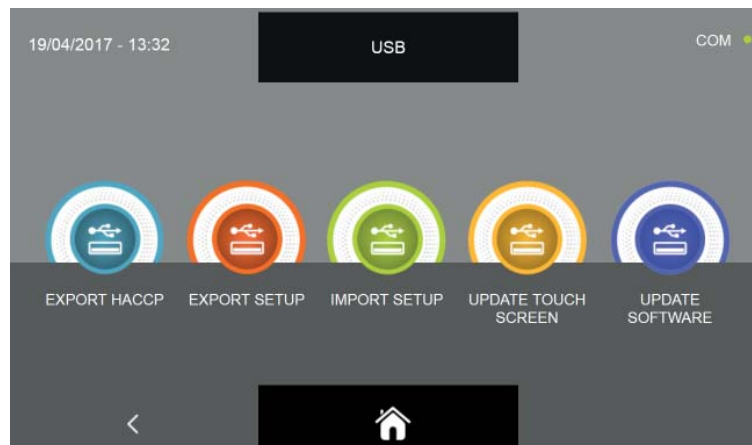 19/04/2017 - 13:32
USB
COM
EXPORT HACCP
EXPORT SETUP
IMPORT SETUP
UPDATE TOUCH
SCREEN
UPDATE
SOFTWARE